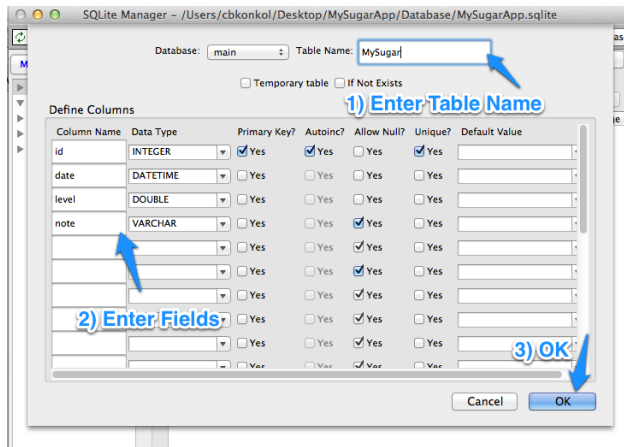 SQLite Manager – /Users/cbkonkol/Desktop/MySugarApp/Database/MySugarApp.sqlite
Database: main Table Name: MySugar
Temporary table If Not Exists
1) Enter Table Name
Define Columns
Column Name Data Type Primary Key? Autoinc? Allow Null? Unique? Default Value
id INTEGER Yes Yes Yes Yes
date DATETIME Yes Yes Yes Yes
level DOUBLE Yes Yes Yes Yes
note VARCHAR Yes Yes Yes Yes
Yes Yes Yes Yes
Yes Yes Yes Yes
Yes Yes Yes Yes
2) Enter Fields
Yes Yes Yes Yes
Yes Yes Yes Yes
3) OK
Yes Yes Yes Yes
Cancel OK